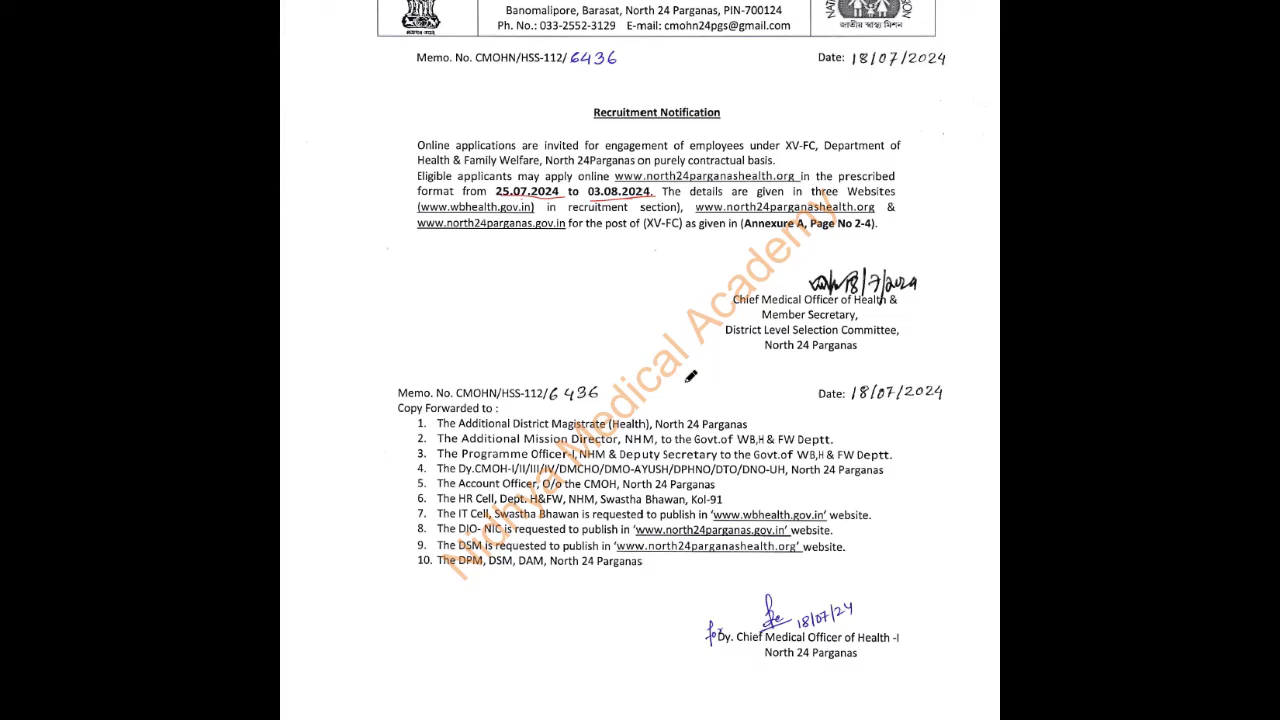 Banomalipore, Barasat, North 24 Parganas, PIN-700124
Ph. No.: 033-2552-3129 E-mail: cmohn24pgs@gmail.com
জাতীয় স্বাস্থ্য মিশন
Memo. No. CMOHN/HSS-112/ 6436 Date: 18/07/2024
Recruitment Notification
Online applications are invited for engagement of employees under XV-FC, Department of
Health & Family Welfare, North 24Parganas on purely contractual basis.
Eligible applicants may apply online www.north24parganashealth.org in the prescribed
format from 25.07.2024 to 03.08.2024. The details are given in three Websites
(www.wbhealth.gov.in) in recruitment section), www.north24parganashealth.org &
www.north24parganas.gov.in for the post of (XV-FC) as given in (Annexure A, Page No 2-4).
18/7/2024
Chief Medical Officer of Health &
Member Secretary,
District Level Selection Committee,
North 24 Parganas
Memo. No. CMOHN/HSS-112/ 6436 Date: 18/07/2024
Copy Forwarded to :
1. The Additional District Magistrate (Health), North 24 Parganas
2. The Additional Mission Director, NHM, to the Govt.of WB,H & FW Deptt.
3. The Programme Officer-I, NHM & Deputy Secretary to the Govt.of WB,H & FW Deptt.
4. The Dy.CMOH-I/II/III/IV/DMCHO/DMO-AYUSH/DPHNO/DTO/DNO-UH, North 24 Parganas
5. The Account Officer, O/o the CMOH, North 24 Parganas
6. The HR Cell, Dept. H&FW, NHM, Swastha Bhawan, Kol-91
7. The IT Cell, Swastha Bhawan is requested to publish in 'www.wbhealth.gov.in' website.
8. The DIO- NIC is requested to publish in 'www.north24parganas.gov.in' website.
9. The DSM is requested to publish in 'www.north24parganashealth.org' website.
10. The DPM, DSM, DAM, North 24 Parganas
Nidhya Medical Academy
18/07/24
for Dy. Chief Medical Officer of Health -I
North 24 Parganas